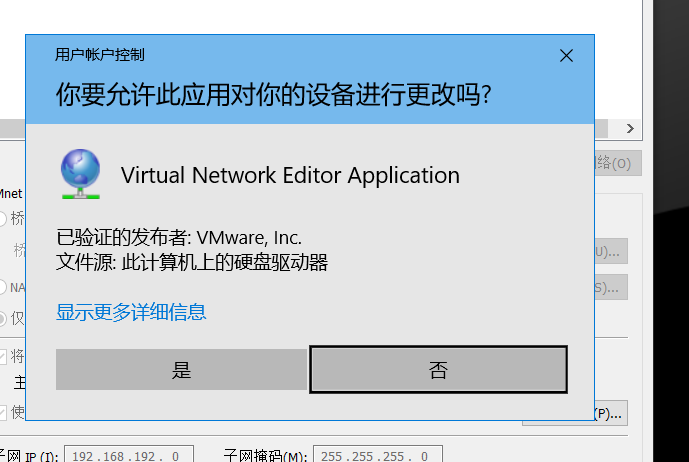 用户帐户控制
你要允许此应用对你的设备进行更改吗?
Virtual Network Editor Application
已验证的发布者: VMware, Inc.
文件源: 此计算机上的硬盘驱动器
显示更多详细信息
是
否
络(O)
Mnet
桥
桥
U)...
NA
S)...
仅
将
主
使
(P)...
子网 IP (I): 192 .168 .192 . 0 子网掩码(M): 255 .255 .255 . 0